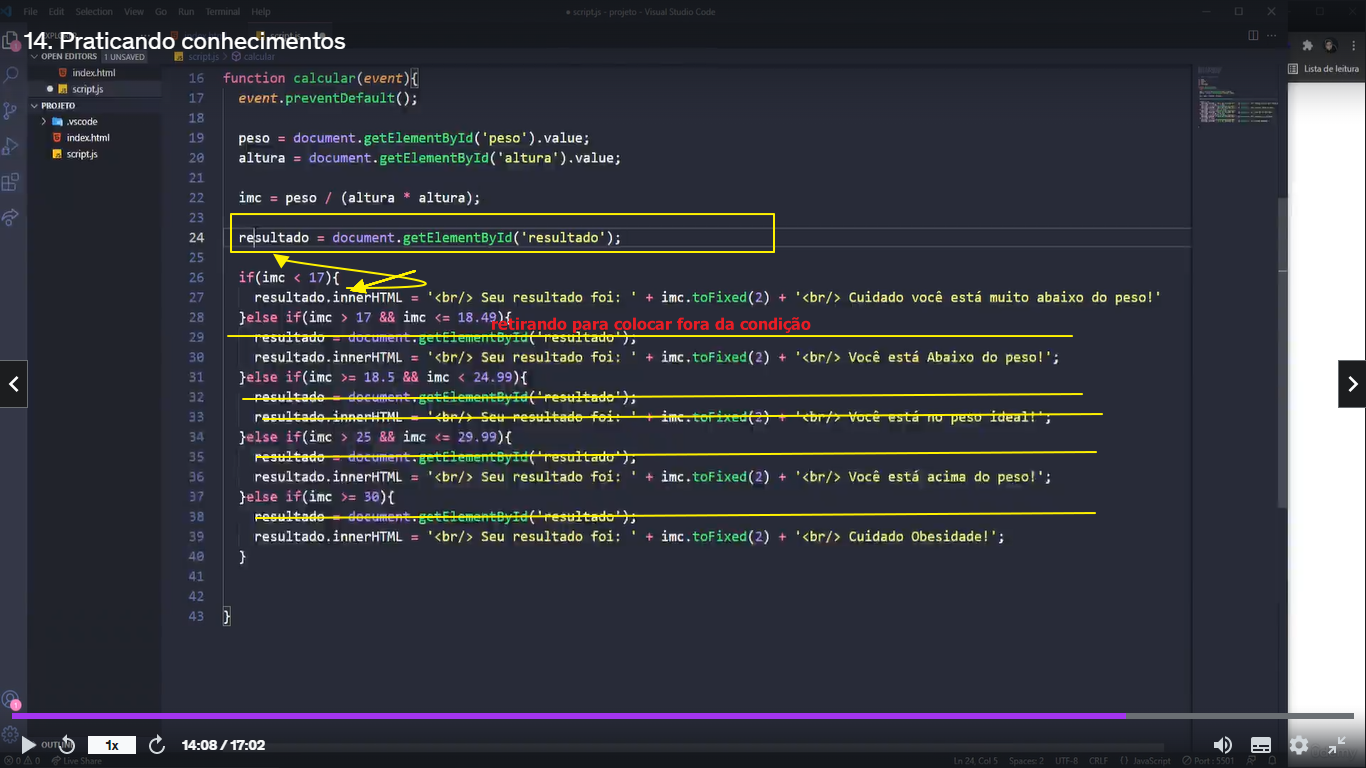 File Edit Selection View Go Run Terminal Help
● script.js - projeto - Visual Studio Code
14. Praticando conhecimentos
OPEN EDITORS 1 UNSAVED
script.js > calcular
index.html
script.js
PROJETO
.vscode
index.html
script.js
Lista de leitura
16 function calcular(event){
17 event.preventDefault();
18
19 peso = document.getElementById('peso').value;
20 altura = document.getElementById('altura').value;
21
22 imc = peso / (altura * altura);
23
24 resultado = document.getElementById('resultado');
25
26 if(imc < 17){
27 resultado.innerHTML = '<br/> Seu resultado foi: ' + imc.toFixed(2) + '<br/> Cuidado você está muito abaixo do peso!'
28 }else if(imc > 17 && imc <= 18.49){
retirando para colocar fora da condição
29 resultado = document.getElementById('resultado');
30 resultado.innerHTML = '<br/> Seu resultado foi: ' + imc.toFixed(2) + '<br/> Você está Abaixo do peso!';
31 }else if(imc >= 18.5 && imc < 24.99){
32 resultado = document.getElementById('resultado');
33 resultado.innerHTML = '<br/> Seu resultado foi: ' + imc.toFixed(2) + '<br/> Você está no peso ideal!';
34 }else if(imc > 25 && imc <= 29.99){
35 resultado = document.getElementById('resultado');
36 resultado.innerHTML = '<br/> Seu resultado foi: ' + imc.toFixed(2) + '<br/> Você está acima do peso!';
37 }else if(imc >= 30){
38 resultado = document.getElementById('resultado');
39 resultado.innerHTML = '<br/> Seu resultado foi: ' + imc.toFixed(2) + '<br/> Cuidado Obesidade!';
40 }
41
42
43 }
OUTLINE
1x
14:08 / 17:02
0 0 Live Share
Ln 24, Col 5 Spaces: 2 UTF-8 CRLF {} JavaScript Port : 5501